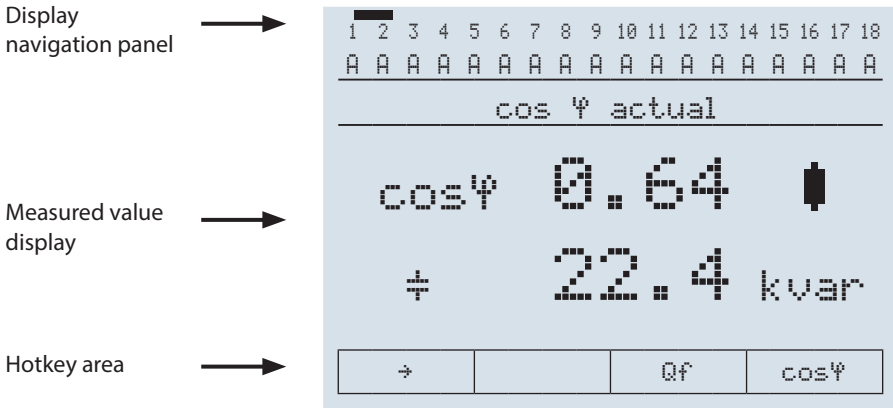 Display
navigation panel
1 2 3 4 5 6 7 8 9 10 11 12 13 14 15 16 17 18
A A A A A A A A A A A A A A A A A A
cos φ actual
Measured value
display
cosφ 0.64
22.4 kvar
Hotkey area
→ Qf cosφ